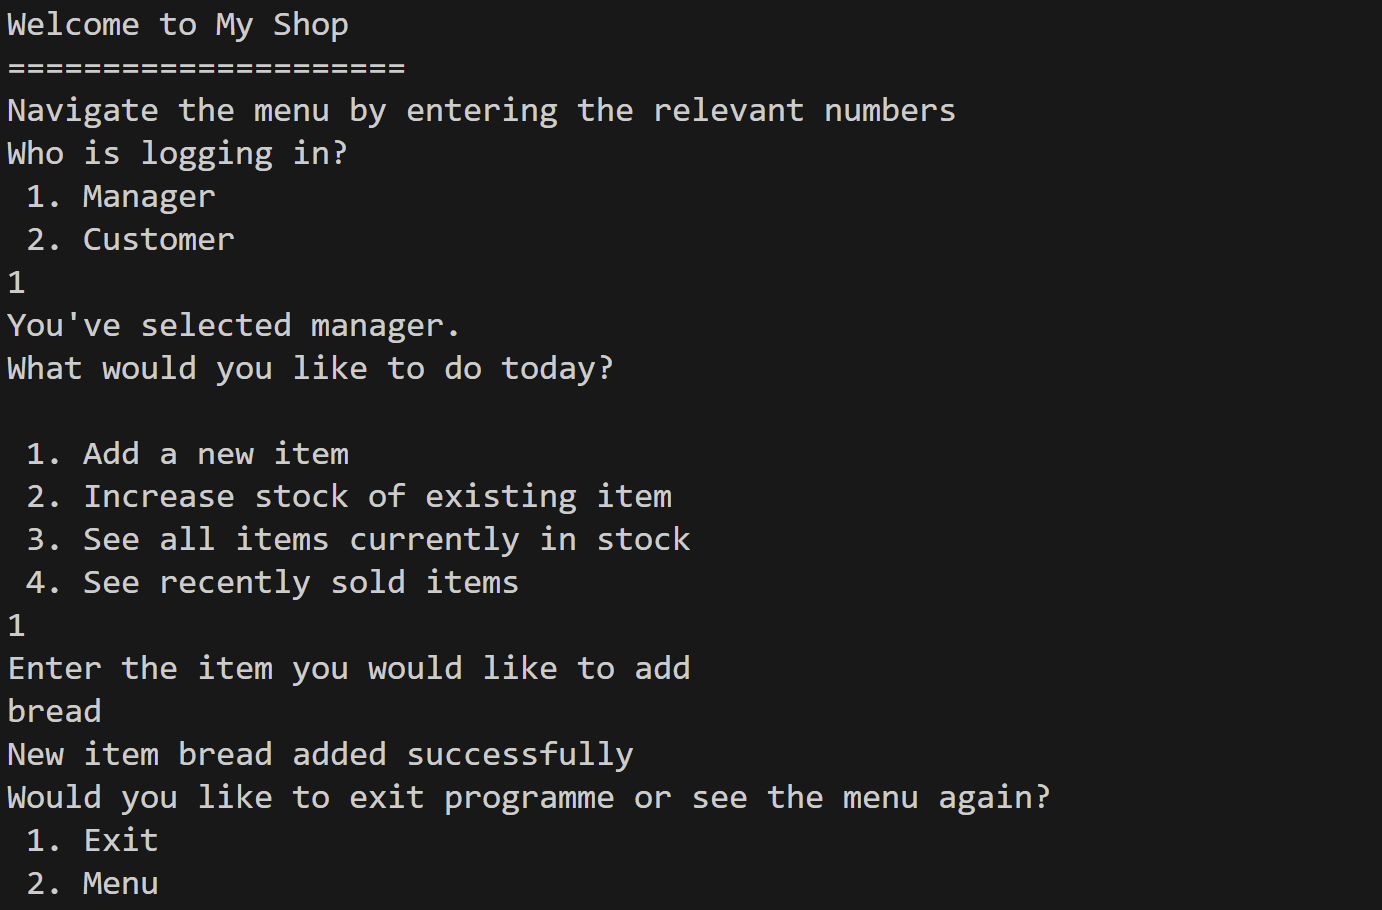 Welcome to My Shop
=====================
Navigate the menu by entering the relevant numbers
Who is logging in?
 1. Manager
 2. Customer
1
You've selected manager.
What would you like to do today?

 1. Add a new item
 2. Increase stock of existing item
 3. See all items currently in stock
 4. See recently sold items
1
Enter the item you would like to add
bread
New item bread added successfully
Would you like to exit programme or see the menu again?
 1. Exit
 2. Menu